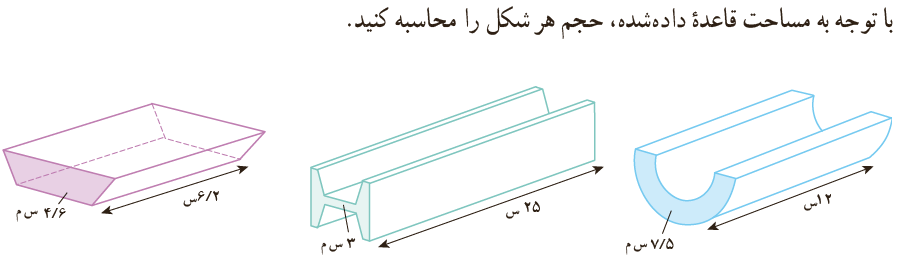 با توجه به مساحت قاعدهٔ داده‌شده، حجم هر شکل را محاسبه کنید.
۱۲س
۷/۵ س م
۲۵ س
۳ س م
۶/۲س
۴/۶ س م